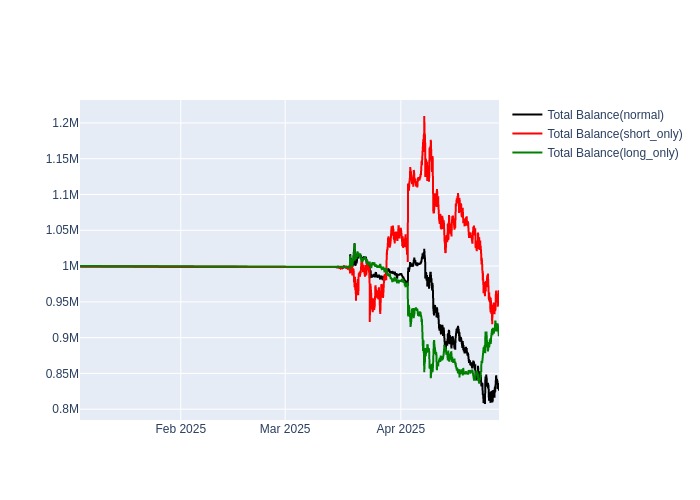 1.2M
1.15M
1.1M
1.05M
1M
0.95M
0.9M
0.85M
0.8M
Feb 2025 Mar 2025 Apr 2025
Total Balance(normal)
Total Balance(short_only)
Total Balance(long_only)